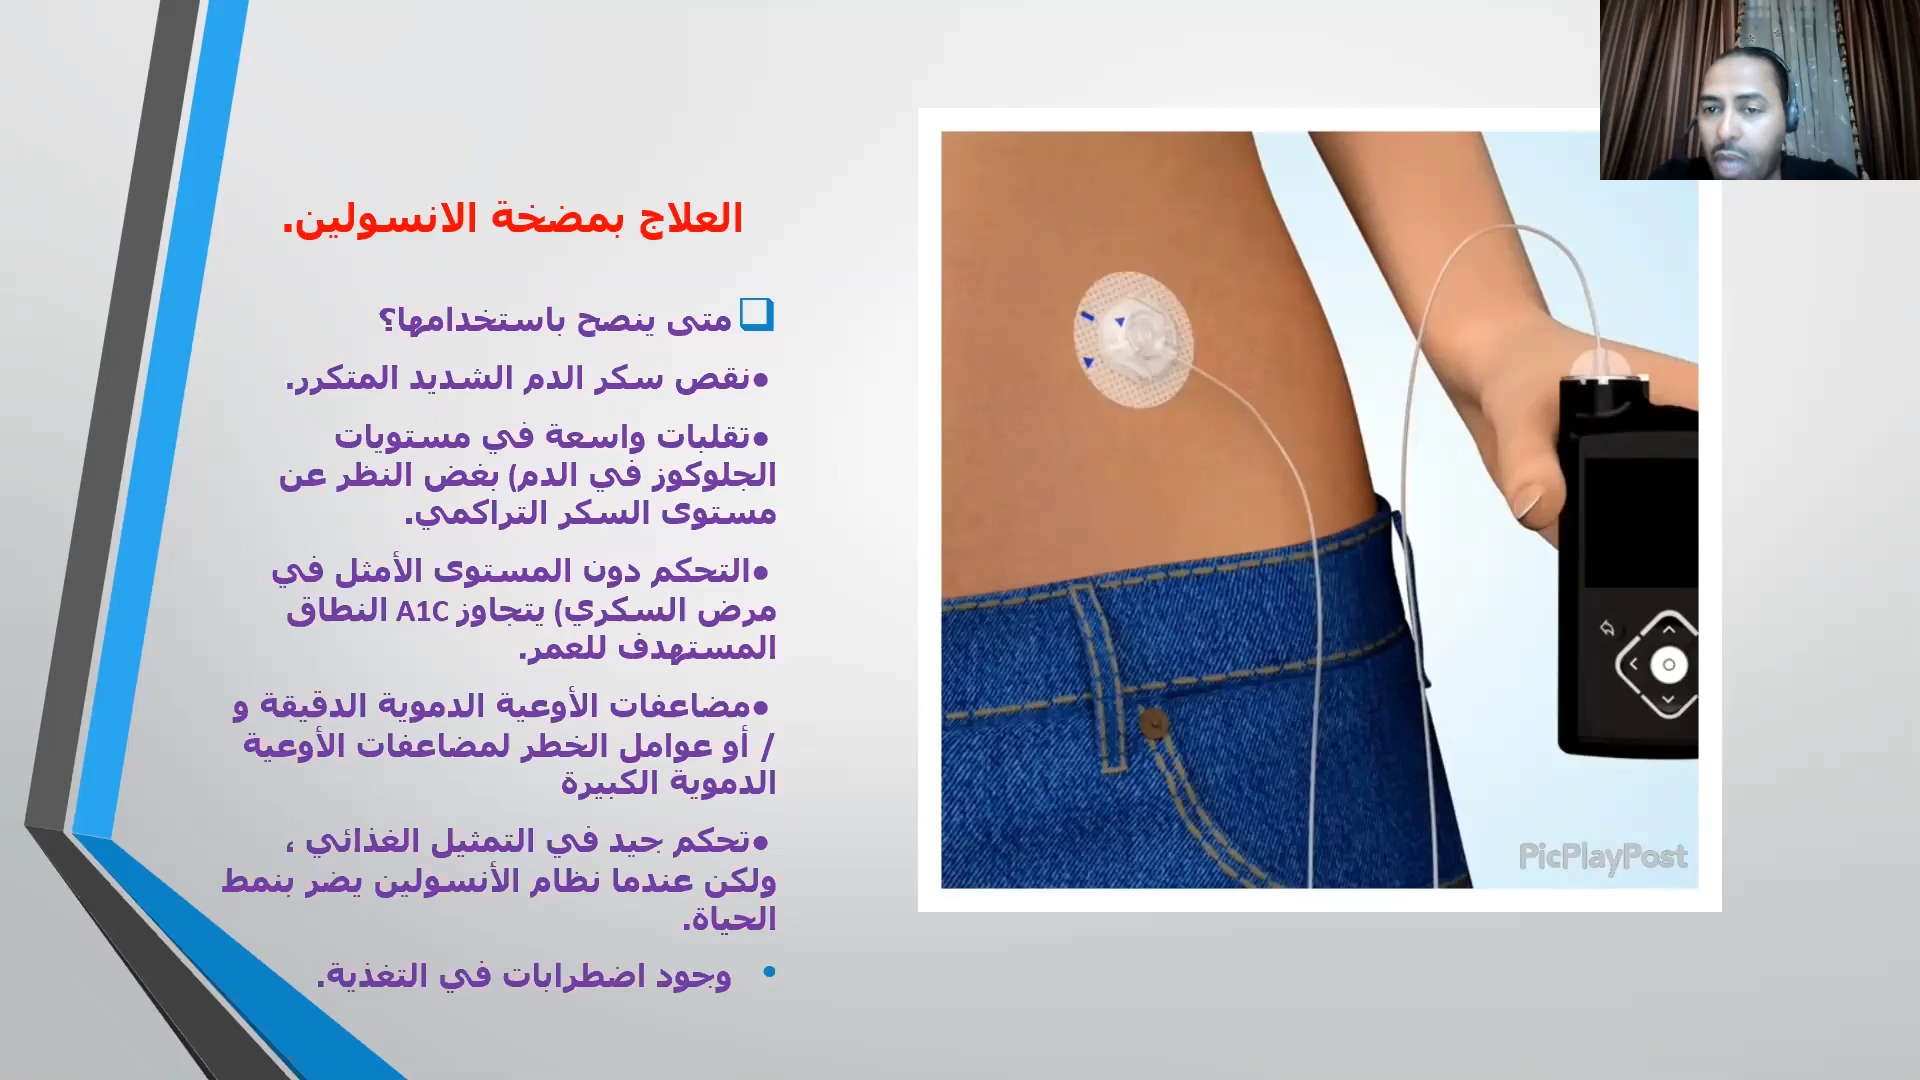 العلاج بمضخة الانسولين.
متى ينصح باستخدامها؟
•نقص سكر الدم الشديد المتكرر.
•تقلبات واسعة في مستويات
الجلوكوز في الدم) بغض النظر عن
مستوى السكر التراكمي.
•التحكم دون المستوى الأمثل في
مرض السكري) يتجاوز A1C النطاق
المستهدف للعمر.
•مضاعفات الأوعية الدموية الدقيقة و
/ أو عوامل الخطر لمضاعفات الأوعية
الدموية الكبيرة
•تحكم جيد في التمثيل الغذائي ،
ولكن عندما نظام الأنسولين يضر بنمط
الحياة.
• وجود اضطرابات في التغذية.
PicPlayPost